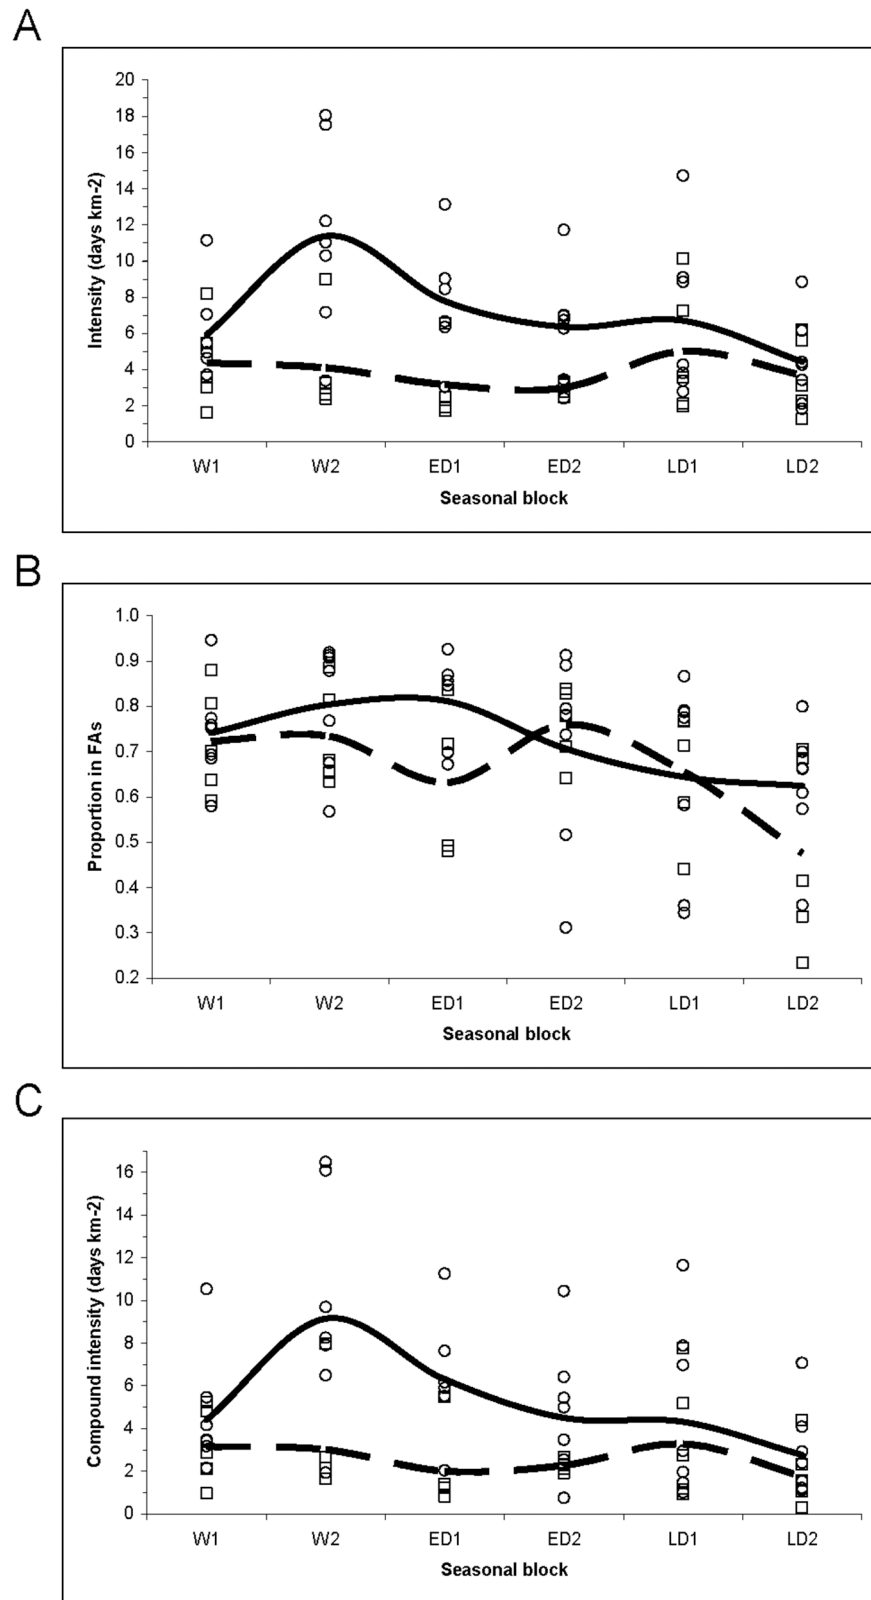 A
Intensity (days km-2)
20
18
16
14
12
10
8
6
4
2
0
W1 W2 ED1 ED2 LD1 LD2
Seasonal block
B
Proportion in FAs
1.0
0.9
0.8
0.7
0.6
0.5
0.4
0.3
0.2
W1 W2 ED1 ED2 LD1 LD2
Seasonal block
C
Compound intensity (days km-2)
16
14
12
10
8
6
4
2
0
W1 W2 ED1 ED2 LD1 LD2
Seasonal block